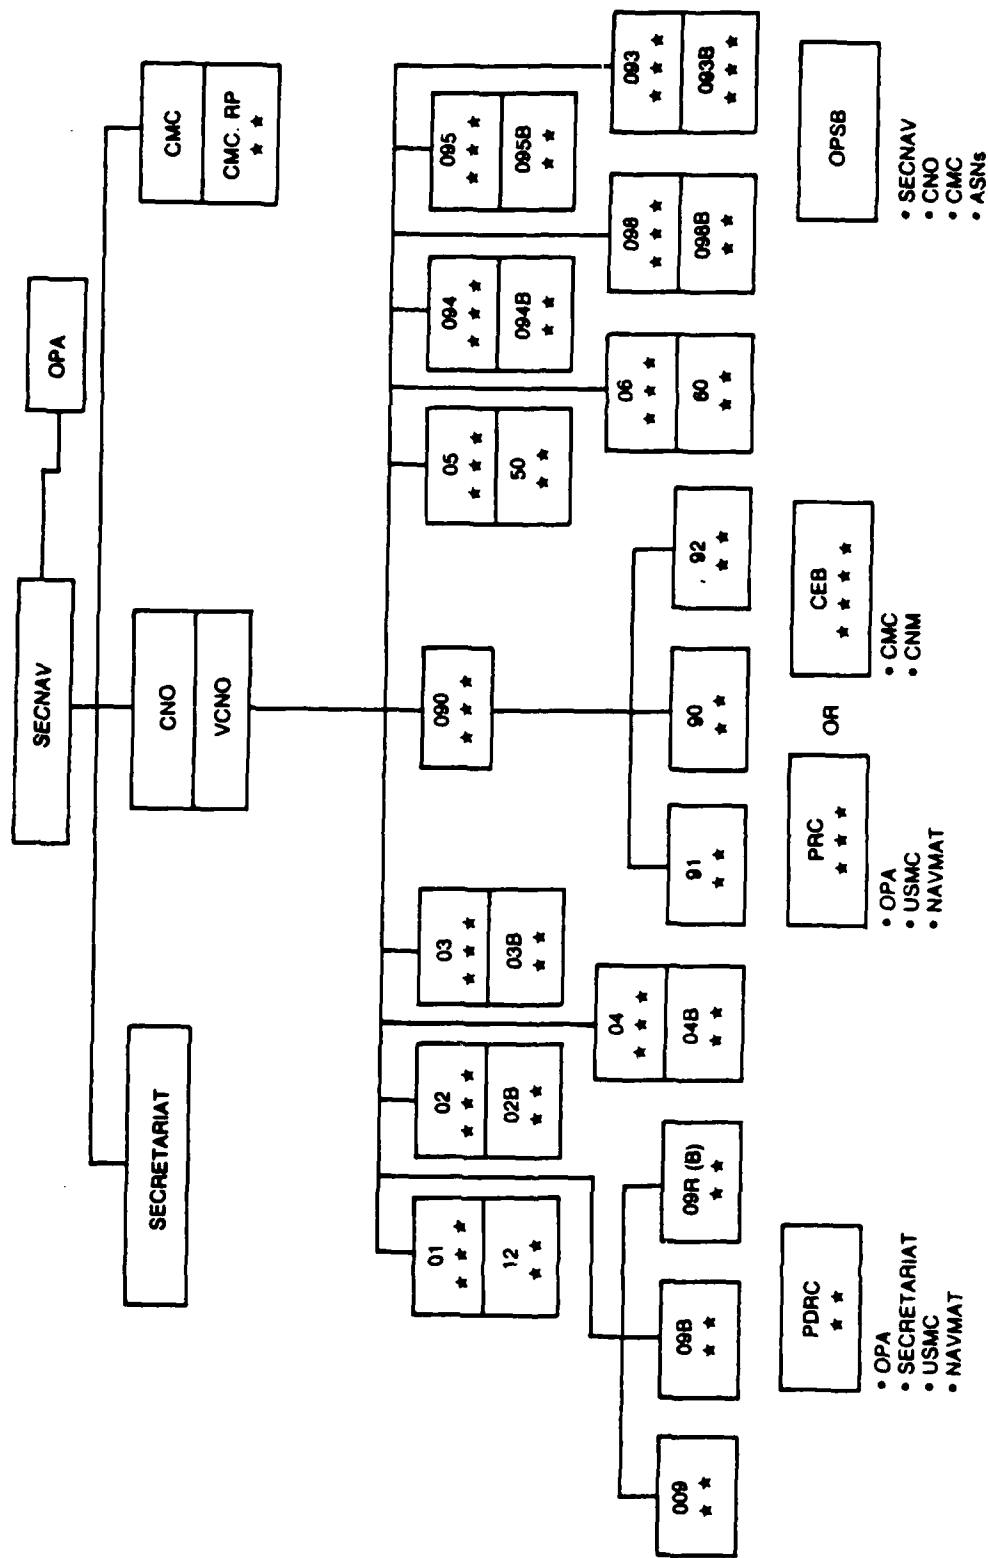 SECNAV
OPA
SECRETARIAT
CNO
VCNO
CMC
CMC. RP
01
12
02
02B
03
03B
090
05
50
094
094B
095
095B
04
04B
06
60
098
098B
093
093B
009
09B
09R (B)
91
90
92
PDRC
• OPA
• SECRETARIAT
• USMC
• NAVMAT
PRC
• OPA
• USMC
• NAVMAT
OR
CEB
• CMC
• CNM
OPSB
• SECNAV
• CNO
• CMC
• ASNs